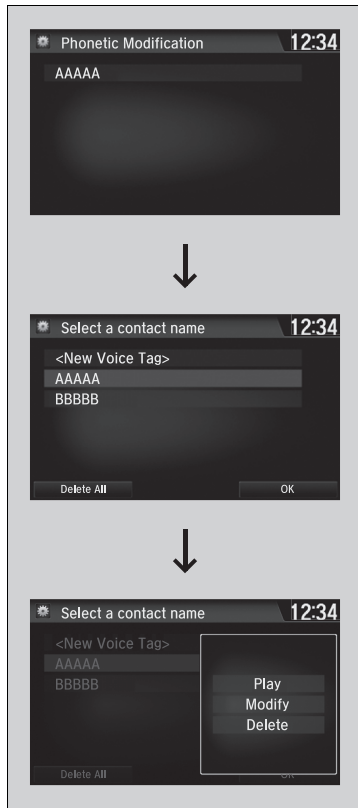 Phonetic Modification 12:34
AAAAA
Select a contact name 12:34
<New Voice Tag>
AAAAA
BBBBB
Delete All OK
Select a contact name 12:34
<New Voice Tag>
AAAAA
BBBBB
Play
Modify
Delete
Delete All